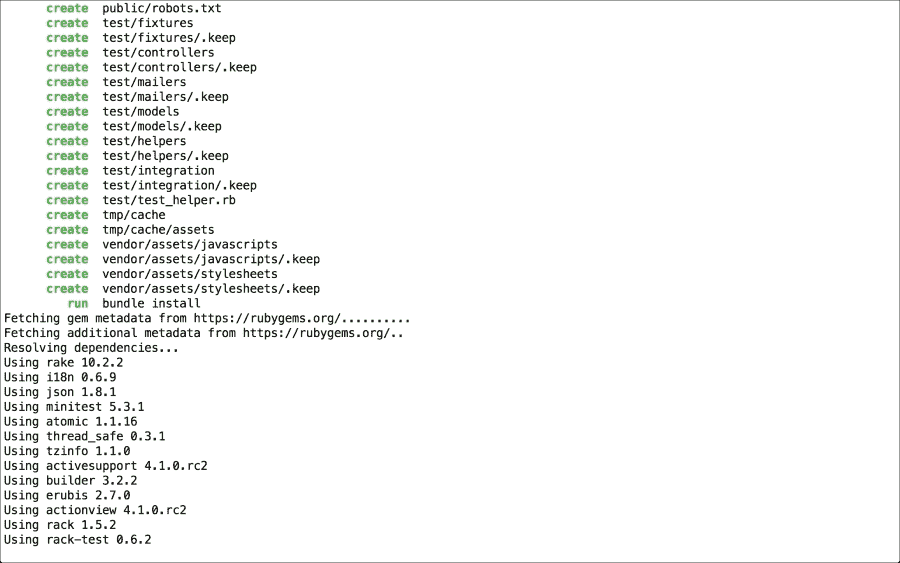 create public/robots.txt
create test/fixtures
create test/fixtures/.keep
create test/controllers
create test/controllers/.keep
create test/mailers
create test/mailers/.keep
create test/models
create test/models/.keep
create test/helpers
create test/helpers/.keep
create test/integration
create test/integration/.keep
create test/test_helper.rb
create tmp/cache
create tmp/cache/assets
create vendor/assets/javascripts
create vendor/assets/javascripts/.keep
create vendor/assets/stylesheets
create vendor/assets/stylesheets/.keep
run bundle install
Fetching gem metadata from https://rubygems.org/..........
Fetching additional metadata from https://rubygems.org/..
Resolving dependencies...
Using rake 10.2.2
Using i18n 0.6.9
Using json 1.8.1
Using minitest 5.3.1
Using atomic 1.1.16
Using thread_safe 0.3.1
Using tzinfo 1.1.0
Using activesupport 4.1.0.rc2
Using builder 3.2.2
Using erubis 2.7.0
Using actionview 4.1.0.rc2
Using rack 1.5.2
Using rack-test 0.6.2